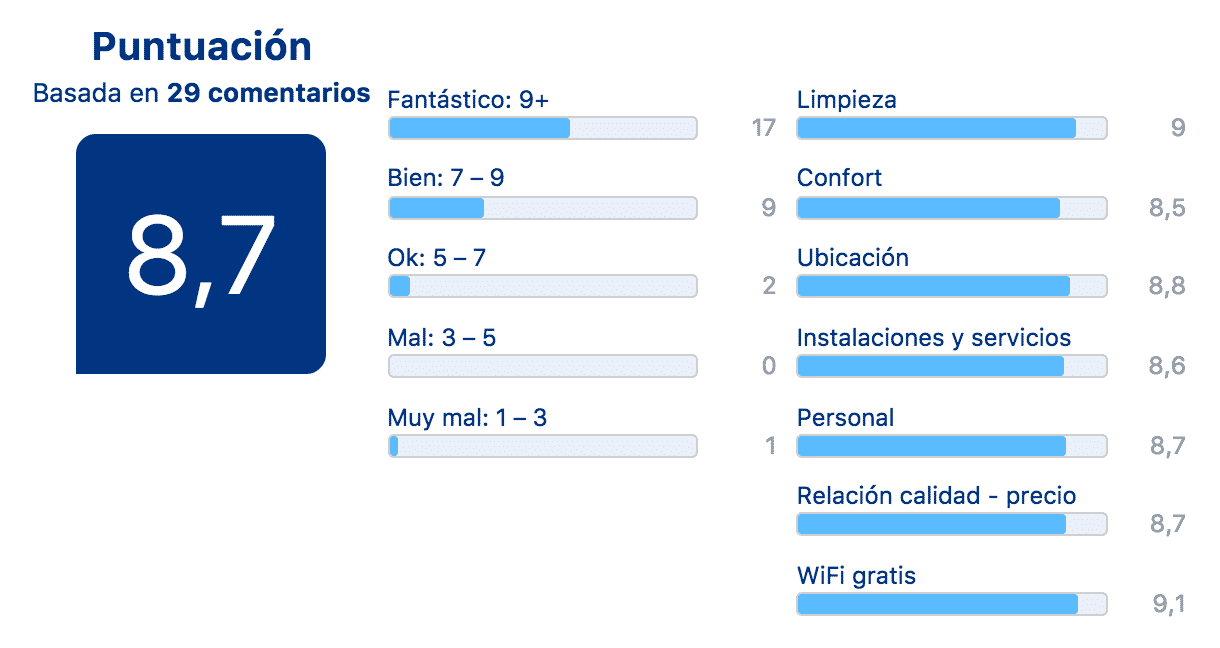 Puntuación
Basada en 29 comentarios
8,7
Fantástico: 9+
17
Bien: 7 – 9
9
Ok: 5 – 7
2
Mal: 3 – 5
0
Muy mal: 1 – 3
1
Limpieza
9
Confort
8,5
Ubicación
8,8
Instalaciones y servicios
8,6
Personal
8,7
Relación calidad - precio
8,7
WiFi gratis
9,1